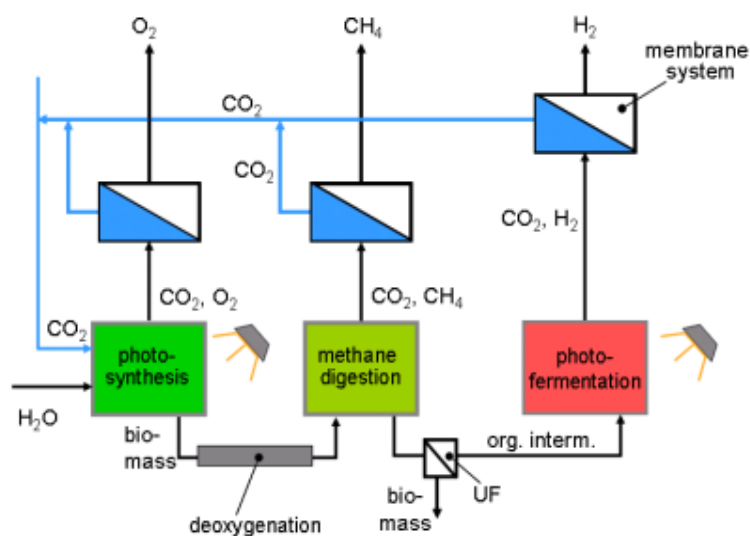 O₂
CH₄
H₂
membrane
system
CO₂
CO₂
CO₂, H₂
CO₂, O₂
CO₂, CH₄
CO₂
photo-
synthesis
methane
digestion
photo-
fermentation
H₂O
bio-
mass
org. interm.
UF
bio-
mass
deoxygenation